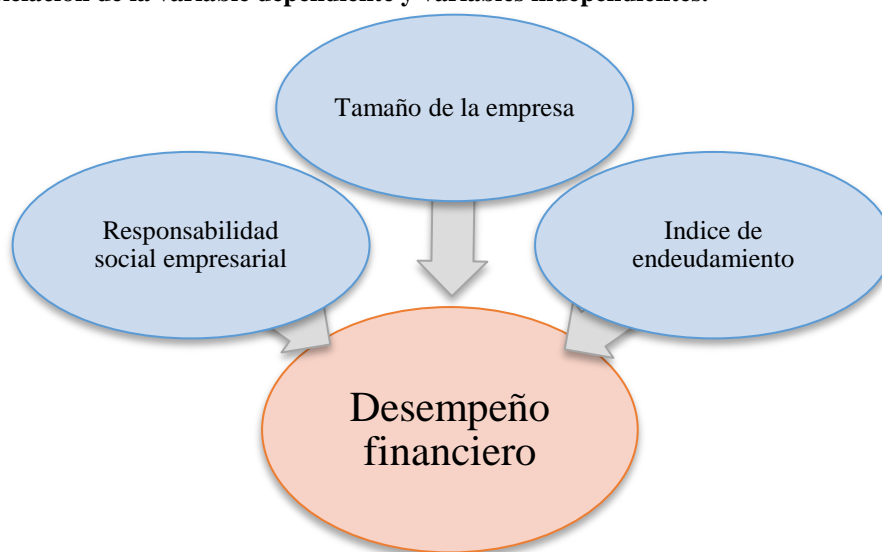 de la variable dependiente y variables independientes.
Tamaño de la empresa
Responsabilidad
social empresarial
Indice de
endeudamiento
Desempeño
financiero